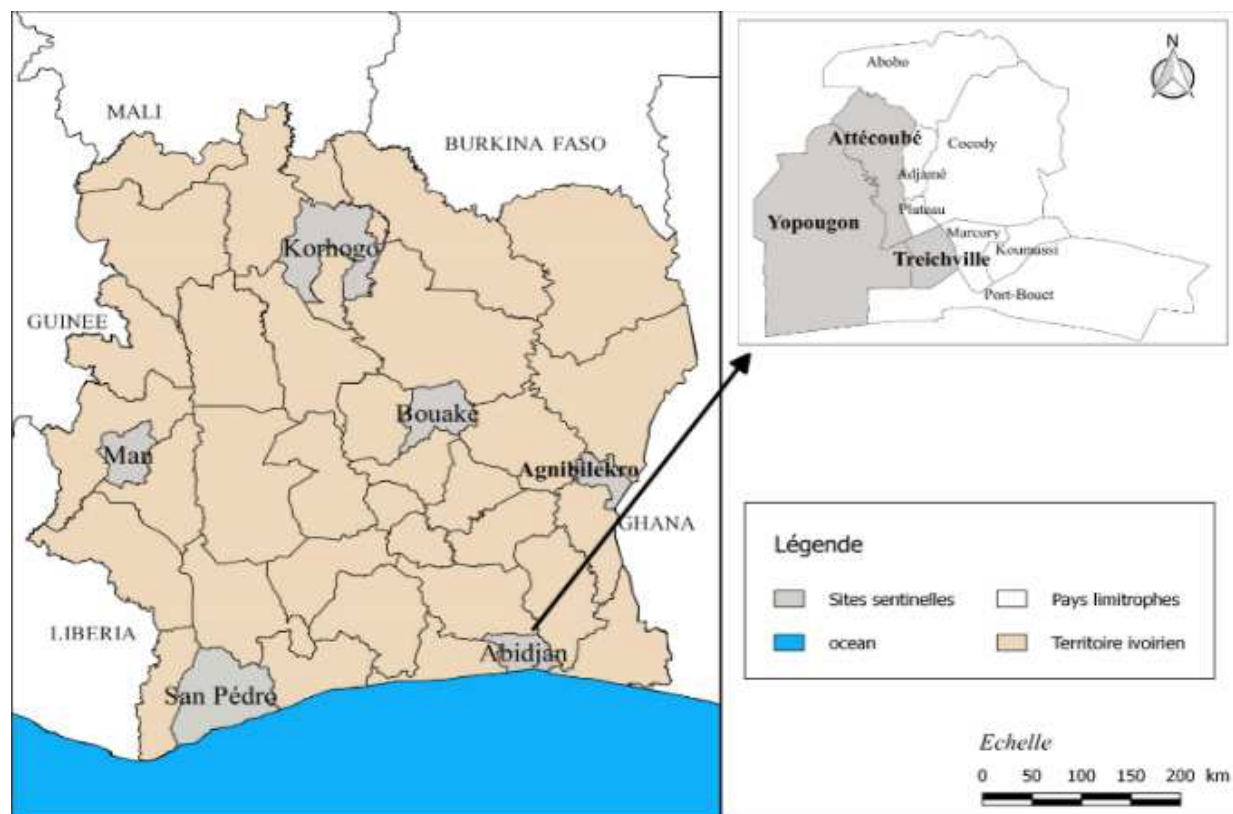 MALI
BURKINA FASO
Korhogo
GUINEE
Bouaké
Man
Agnibilékro
GHANA
LIBERIA
Abidjan
San Pédro
N
Abobo
Attécoubé
Cocody
Adjamé
Plateau
Yopougon
Marcory
Treichville
Koumassi
Port-Bouet
Légende
Sites sentinelles
Pays limitrophes
ocean
Territoire ivoirien
Echelle
0 50 100 150 200 km